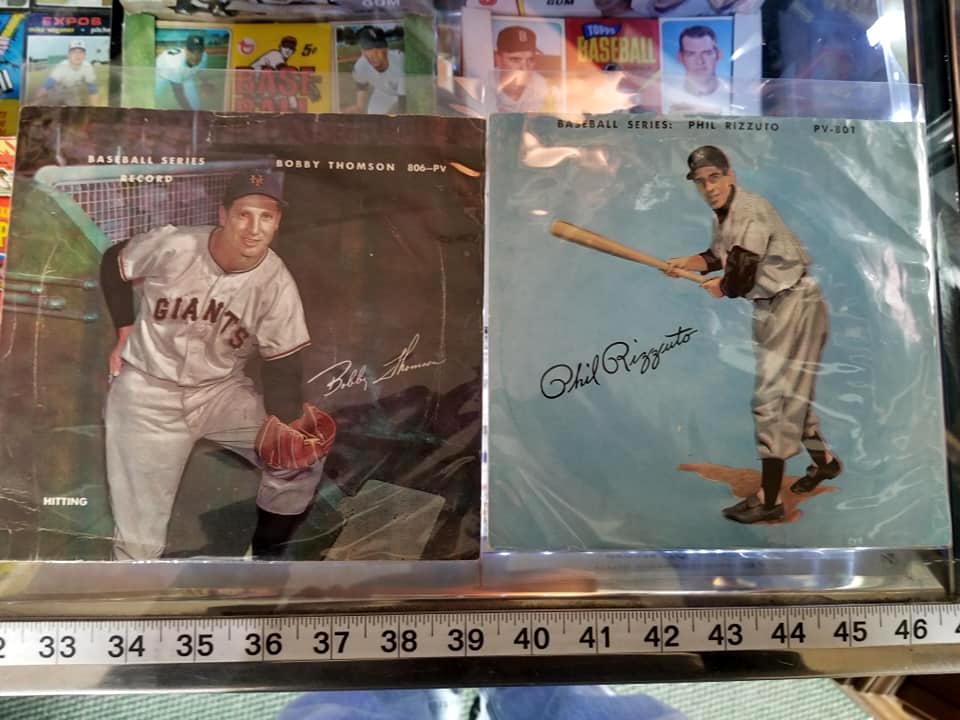 EXPOS
GUM
5¢
BASE
BALL
TOPPS
BASEBALL
BASEBALL SERIES
RECORD
BOBBY THOMSON 806-PV
GIANTS
Bobby Thomson
HITTING
BASEBALL SERIES: PHIL RIZZUTO PV-801
Phil Rizzuto
33 34 35 36 37 38 39 40 41 42 43 44 45 46